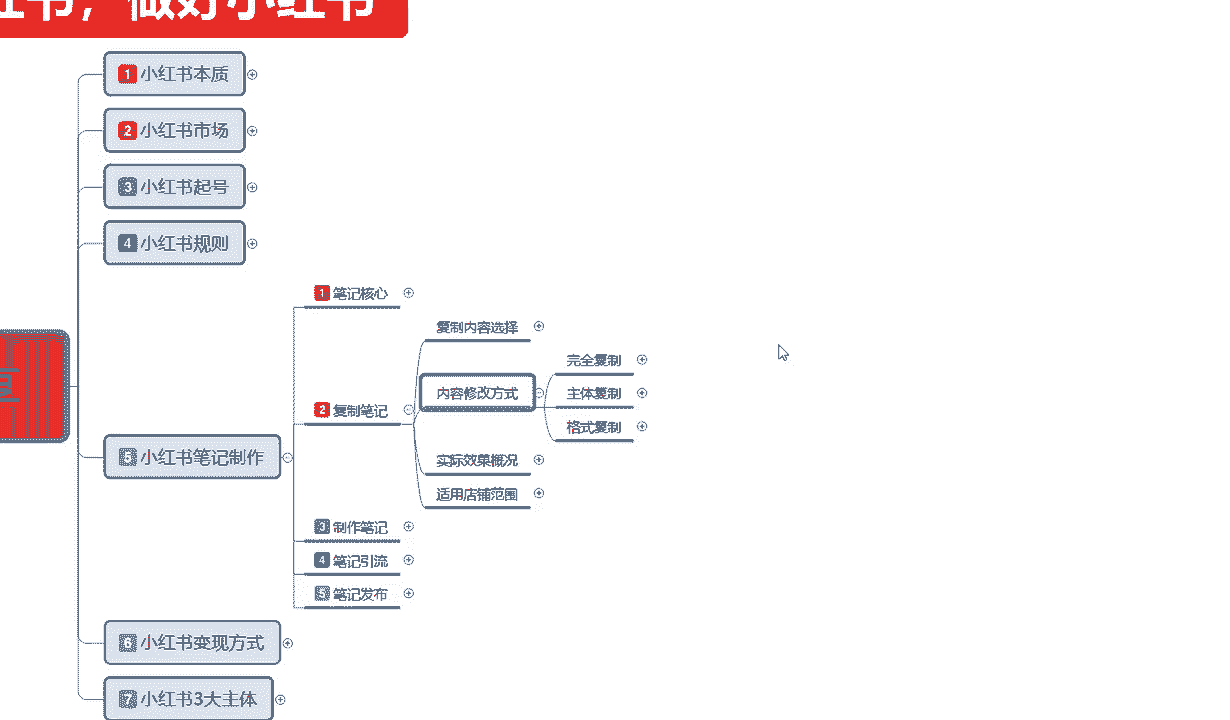 红书，做好小红书
1 小红书本质
2 小红书市场
3 小红书起号
4 小红书规则
5 小红书笔记制作
1 笔记核心
2 复制笔记
复制内容选择
内容修改方式
完全复制
主体复制
格式复制
实际效果概况
适用店铺范围
3 制作笔记
4 笔记引流
5 笔记发布
6 小红书变现方式
7 小红书3大主体